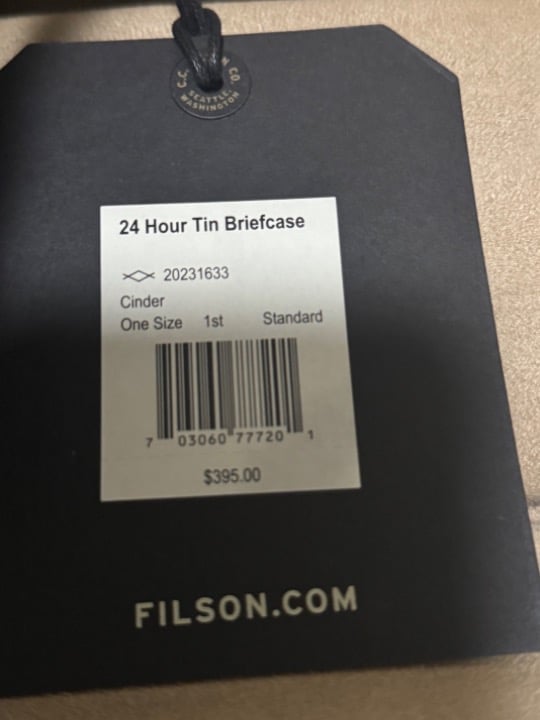 C.C. N CO.
SEATTLE,
WASHINGTON
24 Hour Tin Briefcase
20231633
Cinder
One Size 1st Standard
7 03060 77720 1
$395.00
FILSON.COM